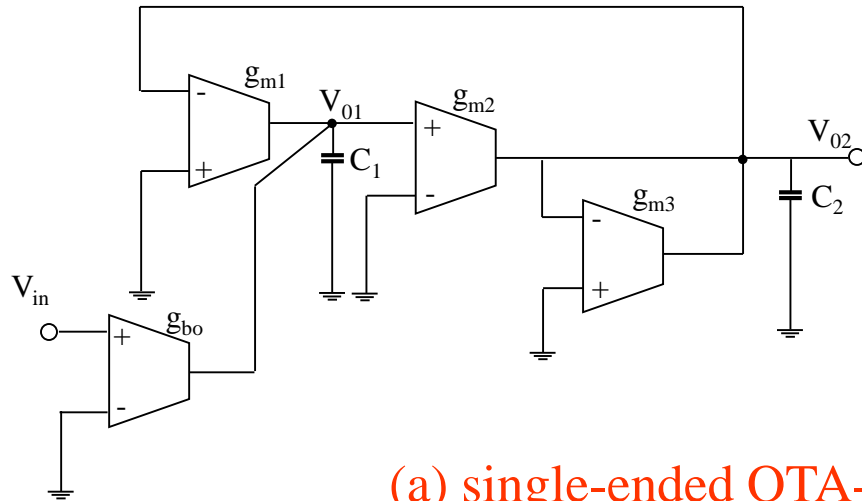 gm1
-
+
V01
C1
gm2
+
-
V02
gm3
-
+
C2
Vin
gbo
+
-
(a) single-ended OTA-